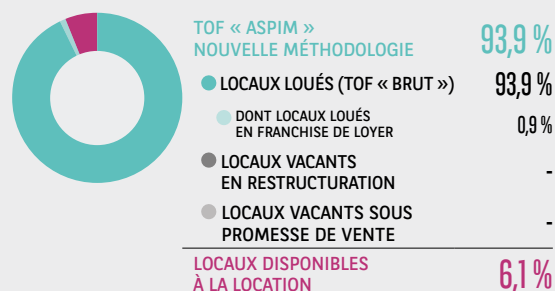 TOF « ASPIM »
NOUVELLE MÉTHODOLOGIE 93,9 %
LOCAUX LOUÉS (TOF « BRUT ») 93,9 %
DONT LOCAUX LOUÉS
EN FRANCHISE DE LOYER 0,9 %
LOCAUX VACANTS
EN RESTRUCTURATION -
LOCAUX VACANTS SOUS
PROMESSE DE VENTE -
LOCAUX DISPONIBLES
À LA LOCATION 6,1 %